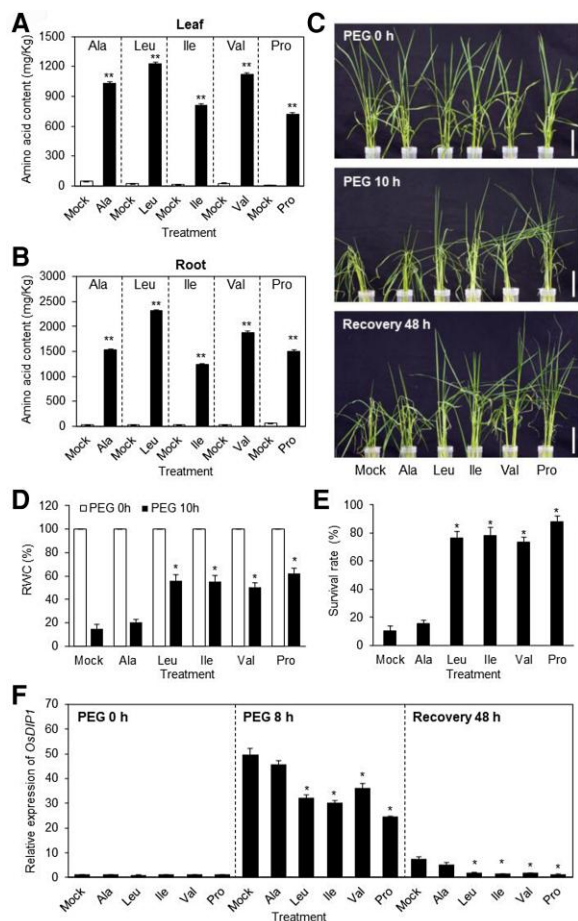 A
Leaf
Ala Leu Ile Val Pro
** ** ** ** **
Amino acid content (mg/Kg)
1500
1200
900
600
300
0
Mock Ala Mock Leu Mock Ile Mock Val Mock Pro
Treatment
B
Root
Ala Leu Ile Val Pro
** ** ** ** **
Amino acid content (mg/Kg)
3000
2500
2000
1500
1000
500
0
Mock Ala Mock Leu Mock Ile Mock Val Mock Pro
Treatment
C
PEG 0 h
PEG 10 h
Recovery 48 h
Mock Ala Leu Ile Val Pro
D
PEG 0h PEG 10h
* * * *
RWC (%)
120
100
80
60
40
20
0
Mock Ala Leu Ile Val Pro
Treatment
E
* * * *
Survival rate (%)
100
80
60
40
20
0
Mock Ala Leu Ile Val Pro
Treatment
F
PEG 0 h PEG 8 h Recovery 48 h
* * * * * * * *
Relative expression of OsDIP1
70
60
50
40
30
20
10
0
Mock Ala Leu Ile Val Pro Mock Ala Leu Ile Val Pro Mock Ala Leu Ile Val Pro
Treatment